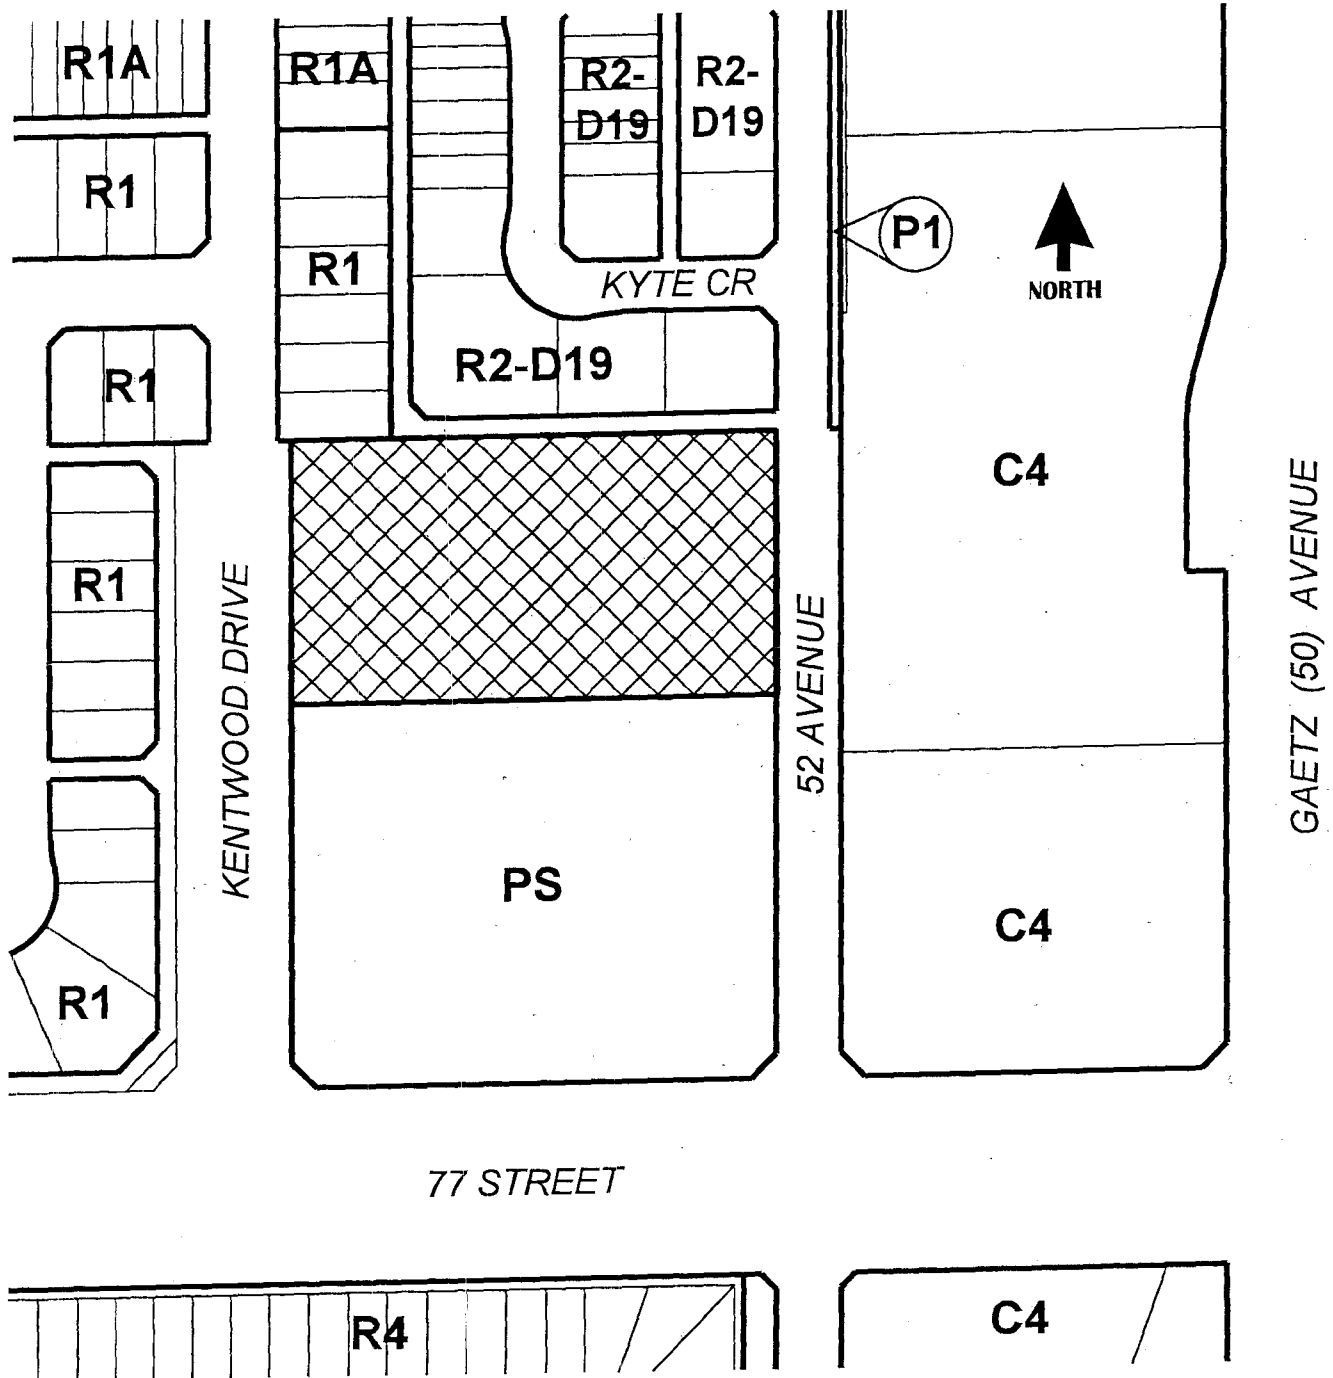 R1A
R1A
R2-
D19
R2-
D19
R1
P1
R1
KYTE CR
NORTH
R2-D19
R1
C4
R1
KENTWOOD DRIVE
52 AVENUE
GAETZ (50) AVENUE
PS
C4
R1
77 STREET
R4
C4